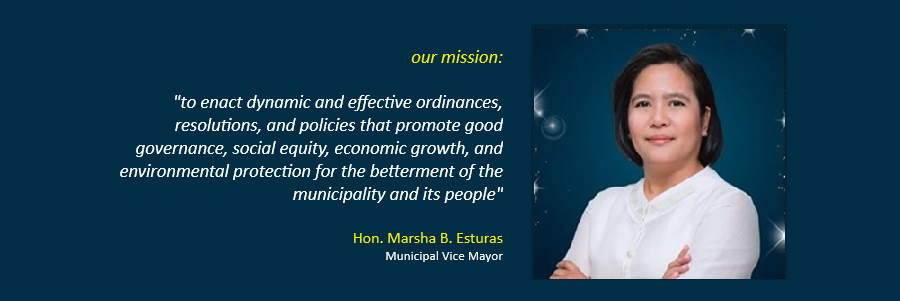 our mission:
"to enact dynamic and effective ordinances,
resolutions, and policies that promote good
governance, social equity, economic growth, and
environmental protection for the betterment of the
municipality and its people"
Hon. Marsha B. Esturas
Municipal Vice Mayor